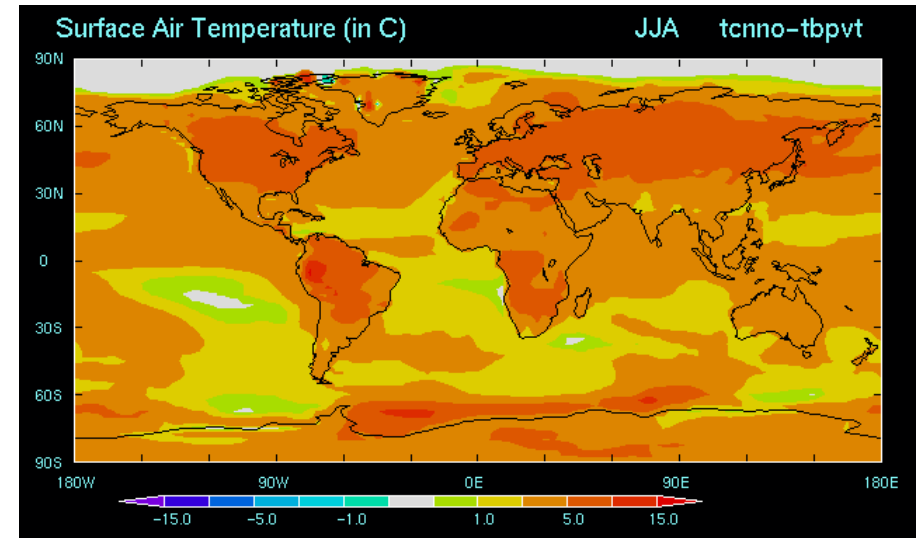 Surface Air Temperature (in C) JJA tcnno-tbpvt
90N
60N
30N
0
30S
60S
90S
180W 90W 0E 90E 180E
-15.0 -5.0 -1.0 1.0 5.0 15.0